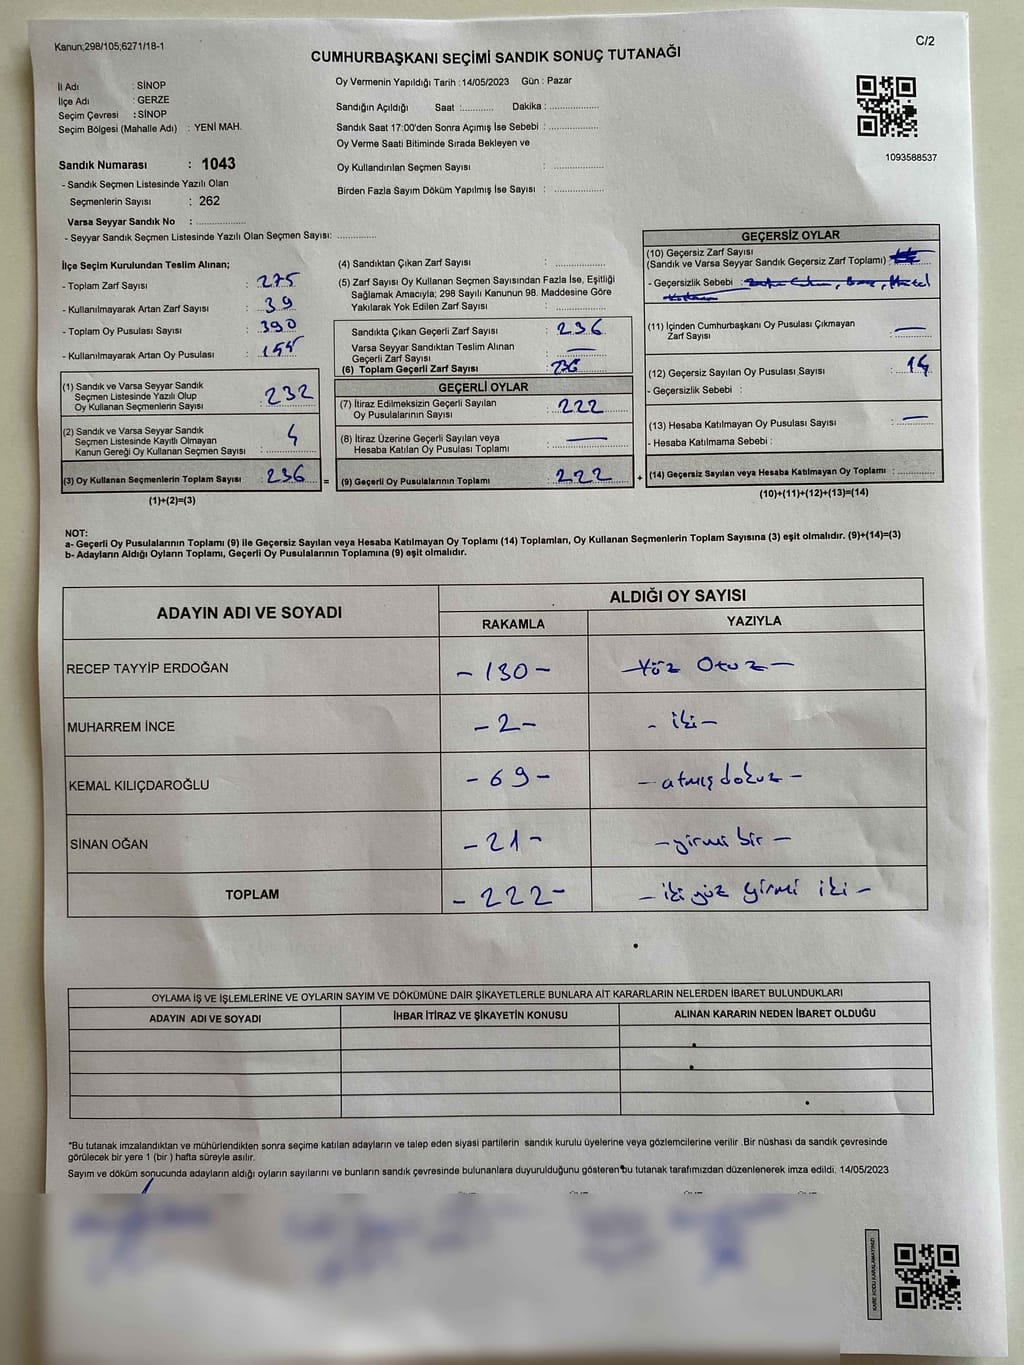 Kanun;298/105;6271/18-1
C/2
CUMHURBAŞKANI SEÇİMİ SANDIK SONUÇ TUTANAĞI
İl Adı : SİNOP
İlçe Adı : GERZE
Seçim Çevresi : SİNOP
Seçim Bölgesi (Mahalle Adı) : YENİ MAH.
Sandık Numarası : 1043
- Sandık Seçmen Listesinde Yazılı Olan
Seçmenlerin Sayısı : 262
Varsa Seyyar Sandık No : ................
- Seyyar Sandık Seçmen Listesinde Yazılı Olan Seçmen Sayısı: .............
Oy Vermenin Yapıldığı Tarih : 14/05/2023 Gün : Pazar
Sandığın Açıldığı Saat :........... Dakika : ................
Sandık Saat 17:00'den Sonra Açımış İse Sebebi : ................
Oy Verme Saati Bitiminde Sırada Bekleyen ve
Oy Kullandırılan Seçmen Sayısı : ................
Birden Fazla Sayım Döküm Yapılmış İse Sayısı : ................
1093588537
İlçe Seçim Kurulundan Teslim Alınan;
- Toplam Zarf Sayısı : 275
- Kullanılmayarak Artan Zarf Sayısı : 39
- Toplam Oy Pusulası Sayısı : 390
- Kullanılmayarak Artan Oy Pusulası :
(1) Sandık ve Varsa Seyyar Sandık
Seçmen Listesinde Yazılı Olup
Oy Kullanan Seçmenlerin Sayısı : 232
(2) Sandık ve Varsa Seyyar Sandık
Seçmen Listesinde Kayıtlı Olmayan
Kanun Gereği Oy Kullanan Seçmen Sayısı : 4
(3) Oy Kullanan Seçmenlerin Toplam Sayısı : 236 =
(1)+(2)=(3)
(4) Sandıktan Çıkan Zarf Sayısı : ................
(5) Zarf Sayısı Oy Kullanan Seçmen Sayısından Fazla İse, Eşitliği
Sağlamak Amacıyla; 298 Sayılı Kanunun 98. Maddesine Göre
Yakılarak Yok Edilen Zarf Sayısı : ................
Sandıkta Çıkan Geçerli Zarf Sayısı : 236
Varsa Seyyar Sandıktan Teslim Alınan
Geçerli Zarf Sayısı : —
(6) Toplam Geçerli Zarf Sayısı : 236
GEÇERLİ OYLAR
(7) İtiraz Edilmeksizin Geçerli Sayılan
Oy Pusulalarının Sayısı : 222
(8) İtiraz Üzerine Geçerli Sayılan veya
Hesaba Katılan Oy Pusulası Toplamı : —
(9) Geçerli Oy Pusulalarının Toplamı : 222 +
GEÇERSİZ OYLAR
(10) Geçersiz Zarf Sayısı
(Sandık ve Varsa Seyyar Sandık Geçersiz Zarf Toplamı) :
- Geçersizlik Sebebi :
(11) İçinden Cumhurbaşkanı Oy Pusulası Çıkmayan
Zarf Sayısı : —
(12) Geçersiz Sayılan Oy Pusulası Sayısı : 14
- Geçersizlik Sebebi :
(13) Hesaba Katılmayan Oy Pusulası Sayısı : —
- Hesaba Katılmama Sebebi :
(14) Geçersiz Sayılan veya Hesaba Katılmayan Oy Toplamı : ............
(10)+(11)+(12)+(13)=(14)
NOT:
a- Geçerli Oy Pusulalarının Toplamı (9) ile Geçersiz Sayılan veya Hesaba Katılmayan Oy Toplamı (14) Toplamları, Oy Kullanan Seçmenlerin Toplam Sayısına (3) eşit olmalıdır. (9)+(14)=(3)
b- Adayların Aldığı Oyların Toplamı, Geçerli Oy Pusulalarının Toplamına (9) eşit olmalıdır.
ADAYIN ADI VE SOYADI
ALDIĞI OY SAYISI
RAKAMLA YAZIYLA
RECEP TAYYİP ERDOĞAN - 130 - - Yüz Otuz -
MUHARREM İNCE - 2 - - iki -
KEMAL KILIÇDAROĞLU - 69 - - atmış dokuz -
SİNAN OĞAN - 21 - - yirmi bir -
TOPLAM - 222 - - iki yüz yirmi iki -
OYLAMA İŞ VE İŞLEMLERİNE VE OYLARIN SAYIM VE DÖKÜMÜNE DAİR ŞİKAYETLERLE BUNLARA AİT KARARLARIN NELERDEN İBARET BULUNDUKLARI
ADAYIN ADI VE SOYADI İHBAR İTİRAZ VE ŞİKAYETİN KONUSU ALINAN KARARIN NEDEN İBARET OLDUĞU
*Bu tutanak imzalandıktan ve mühürlendikten sonra seçime katılan adayların ve talep eden siyasi partilerin sandık kurulu üyelerine veya gözlemcilerine verilir .Bir nüshası da sandık çevresinde
görülecek bir yere 1 (bir ) hafta süreyle asılır.
Sayım ve döküm sonucunda adayların aldığı oyların sayılarını ve bunların sandık çevresinde bulunanlara duyurulduğunu gösteren bu tutanak tarafımızdan düzenlenerek imza edildi. 14/05/2023